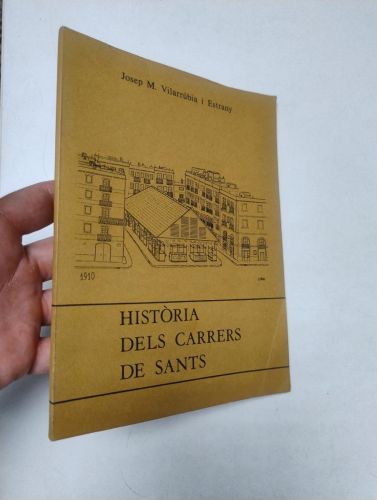 Josep M. Vilarrúbia i Estrany
1910
HISTÒRIA
DELS CARRERS
DE SANTS